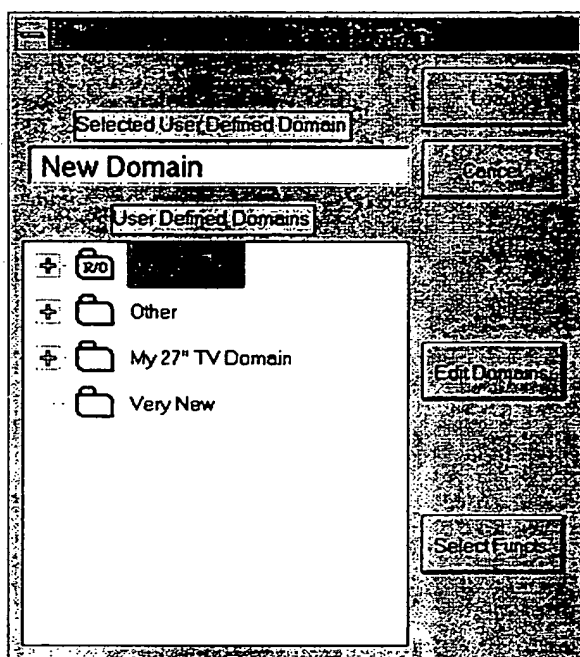 Selected User Defined Domain
New Domain
Cancel
User Defined Domains
R/O
Other
My 27" TV Domain
Edit Domains
Very New
Select Functs